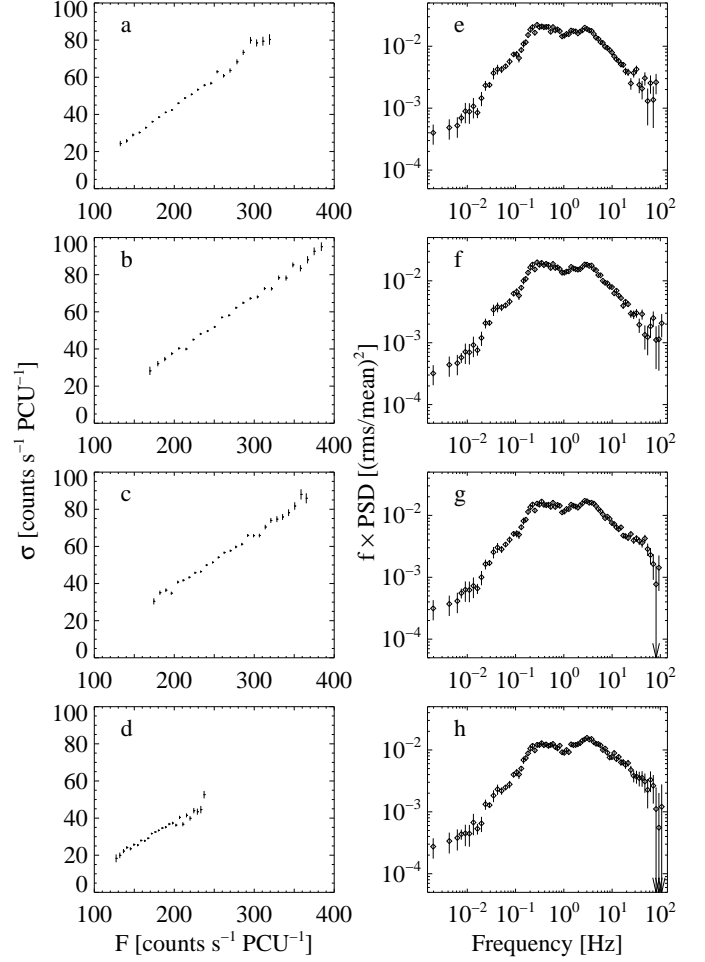 100
80
60
40
20
0
a
100 200 300 400
100
80
60
40
20
0
b
100 200 300 400
100
80
60
40
20
0
c
100 200 300 400
100
80
60
40
20
0
d
100 200 300 400
σ [counts s⁻¹ PCU⁻¹]
F [counts s⁻¹ PCU⁻¹]
10⁻²
10⁻³
10⁻⁴
e
10⁻² 10⁻¹ 10⁰ 10¹ 10²
10⁻²
10⁻³
10⁻⁴
f
10⁻² 10⁻¹ 10⁰ 10¹ 10²
10⁻²
10⁻³
10⁻⁴
g
10⁻² 10⁻¹ 10⁰ 10¹ 10²
10⁻²
10⁻³
10⁻⁴
h
10⁻² 10⁻¹ 10⁰ 10¹ 10²
f × PSD [(rms/mean)²]
Frequency [Hz]